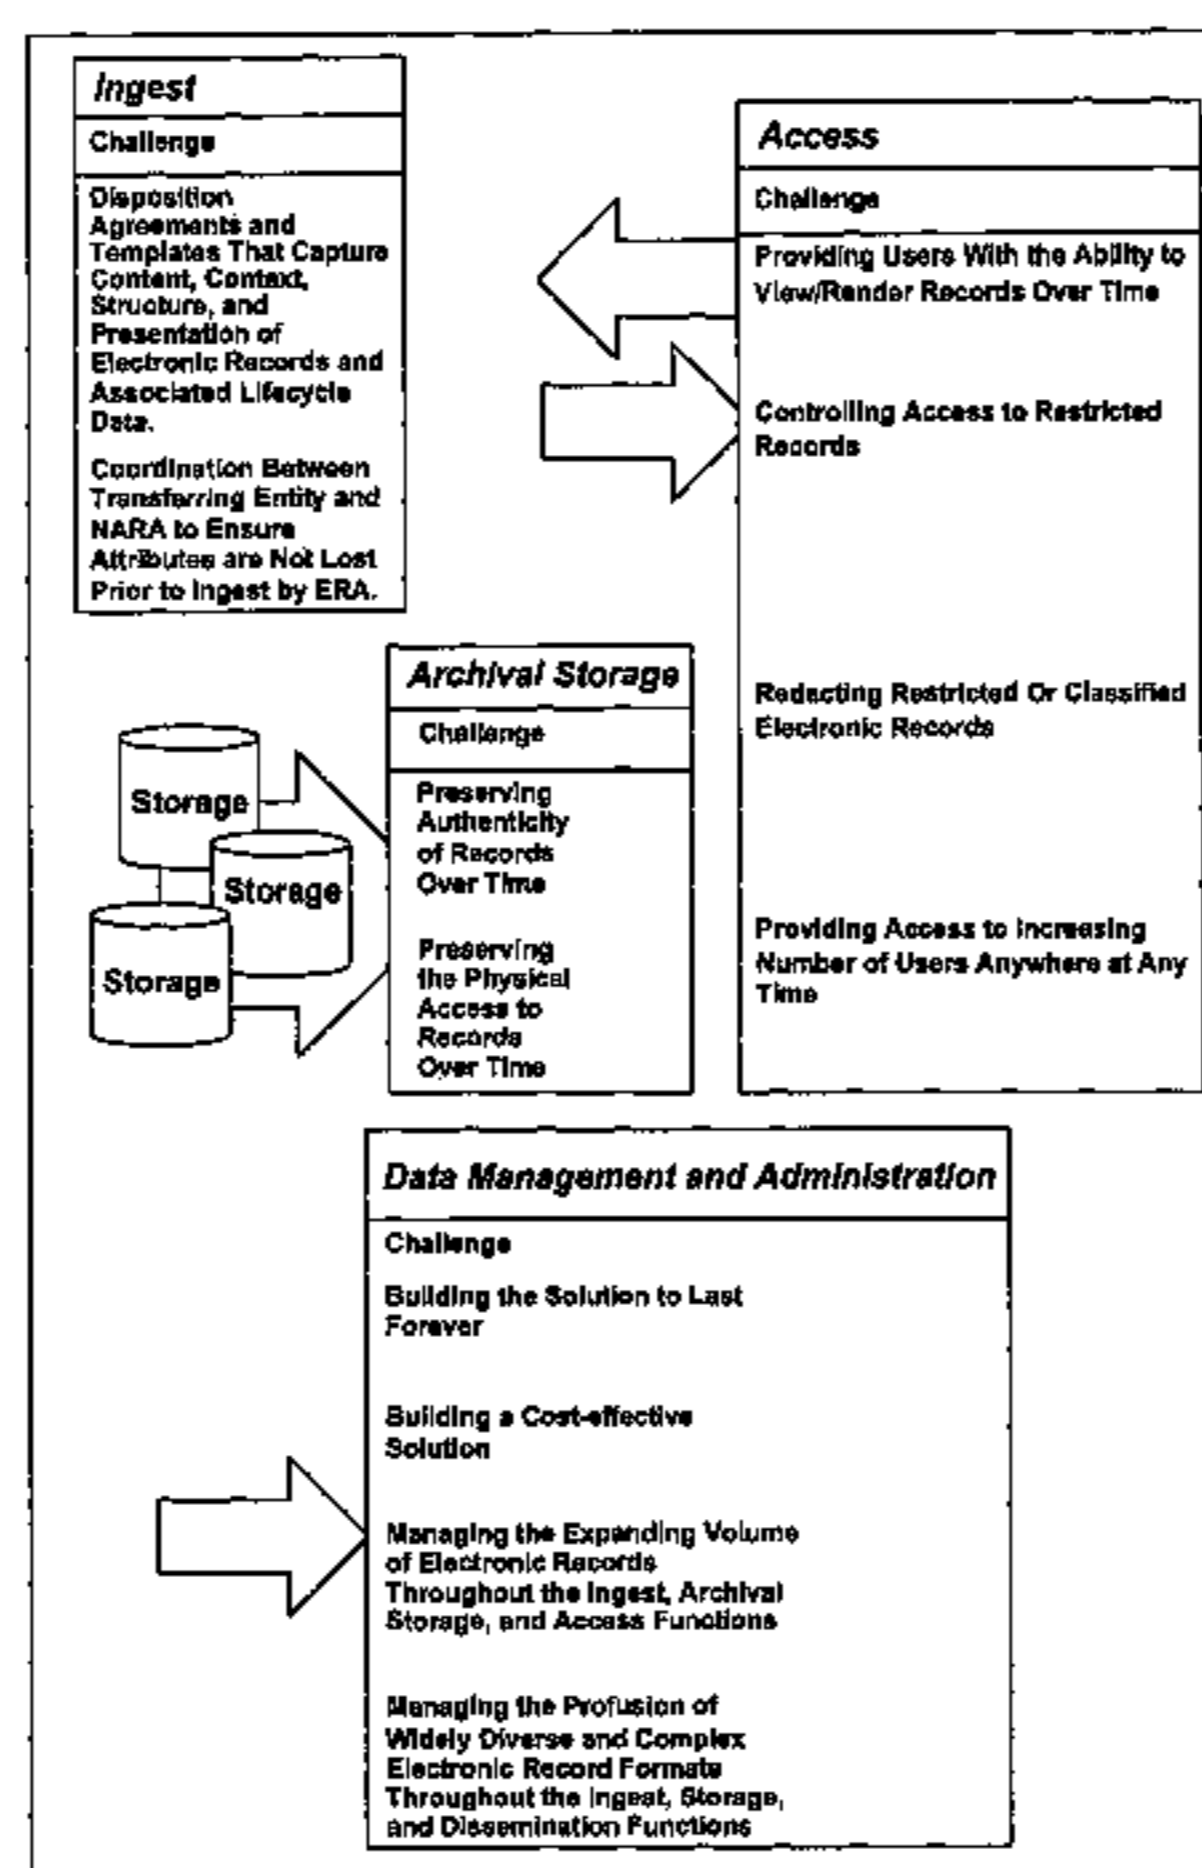 Ingest
Challenge
Disposition
Agreements and
Templates That Capture
Content, Context,
Structure, and
Presentation of
Electronic Records and
Associated Lifecycle
Data.
Coordination Between
Transferring Entity and
NARA to Ensure
Attributes are Not Lost
Prior to Ingest by ERA.
Access
Challenge
Providing Users With the Ability to
View/Render Records Over Time
Controlling Access to Restricted
Records
Redacting Restricted Or Classified
Electronic Records
Providing Access to Increasing
Number of Users Anywhere at Any
Time
Storage
Storage
Storage
Archival Storage
Challenge
Preserving
Authenticity
of Records
Over Time
Preserving
the Physical
Access to
Records
Over Time
Data Management and Administration
Challenge
Building the Solution to Last
Forever
Building a Cost-effective
Solution
Managing the Expanding Volume
of Electronic Records
Throughout the Ingest, Archival
Storage, and Access Functions
Managing the Profusion of
Widely Diverse and Complex
Electronic Record Formats
Throughout the Ingest, Storage,
and Dissemination Functions